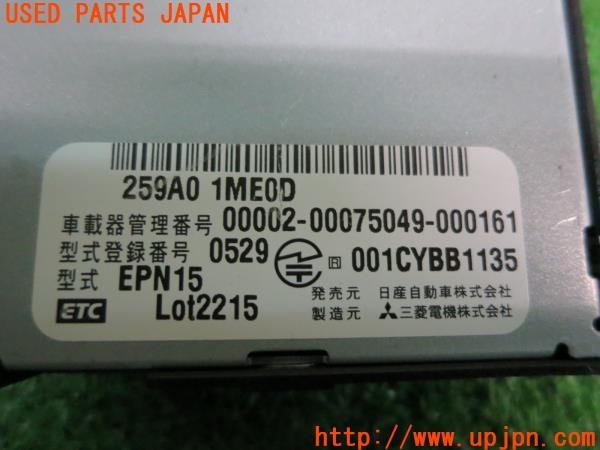 USED PARTS JAPAN
259A0 1ME0D
車載器管理番号 00002-00075049-000161
型式登録番号 0529 R 001CYBB1135
型式 EPN15
ETC Lot2215
発売元 日産自動車株式会社
製造元 三菱電機株式会社
http://www.upjpn.com/